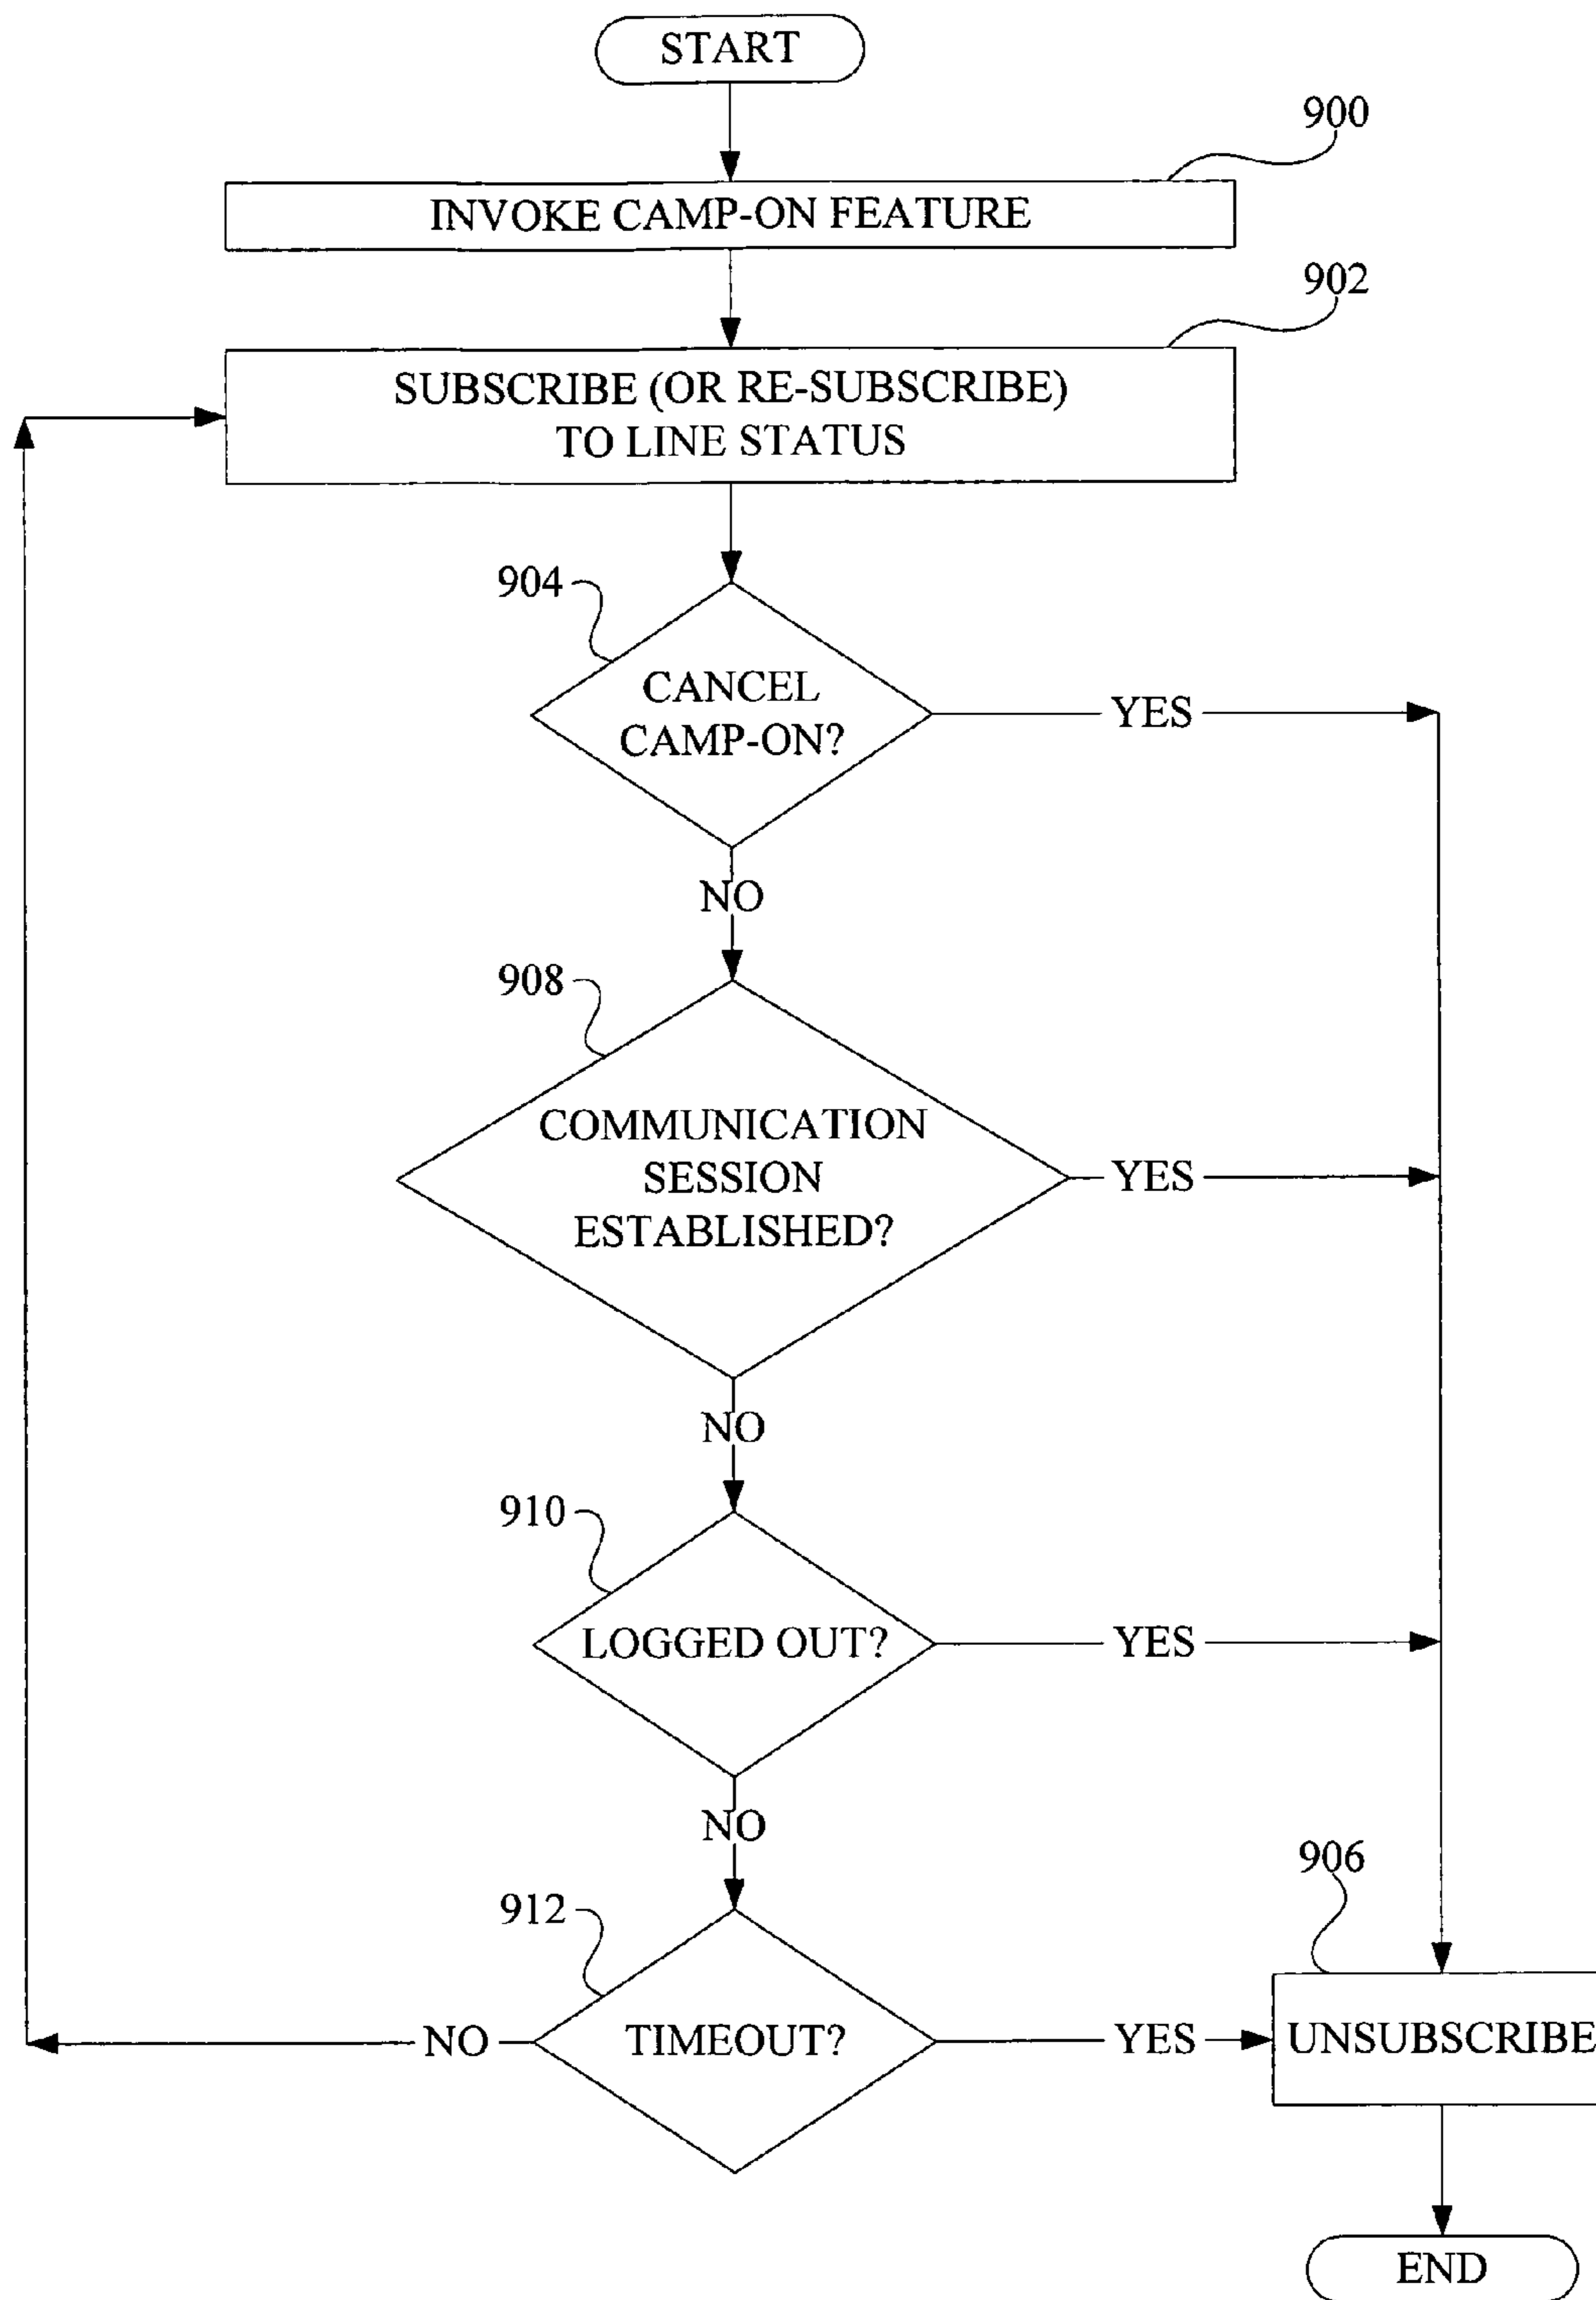 START
900
INVOKE CAMP-ON FEATURE
902
SUBSCRIBE (OR RE-SUBSCRIBE)
TO LINE STATUS
904
CANCEL
CAMP-ON?
YES
NO
908
COMMUNICATION
SESSION
ESTABLISHED?
YES
NO
910
LOGGED OUT?
YES
NO
906
912
NO
TIMEOUT?
YES
UNSUBSCRIBE
END